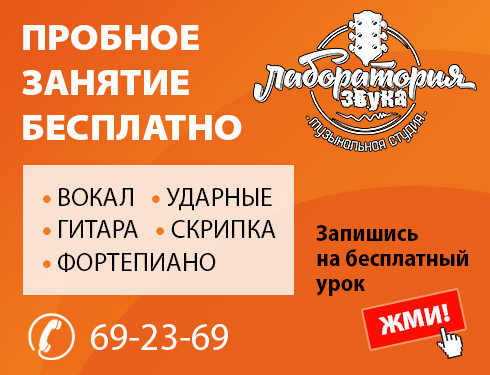 ПРОБНОЕ
ЗАНЯТИЕ
БЕСПЛАТНО
Лаборатория
звука
музыкальная студия
• ВОКАЛ • УДАРНЫЕ
• ГИТАРА • СКРИПКА
• ФОРТЕПИАНО
Запишись
на бесплатный
урок
ЖМИ!
69-23-69